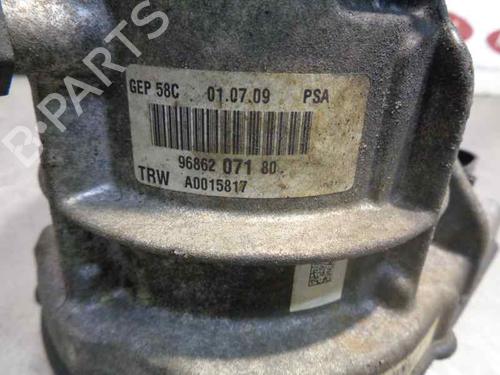 B-PARTS
GEP 58C 01.07.09 PSA
96862 071 80
TRW A0015817